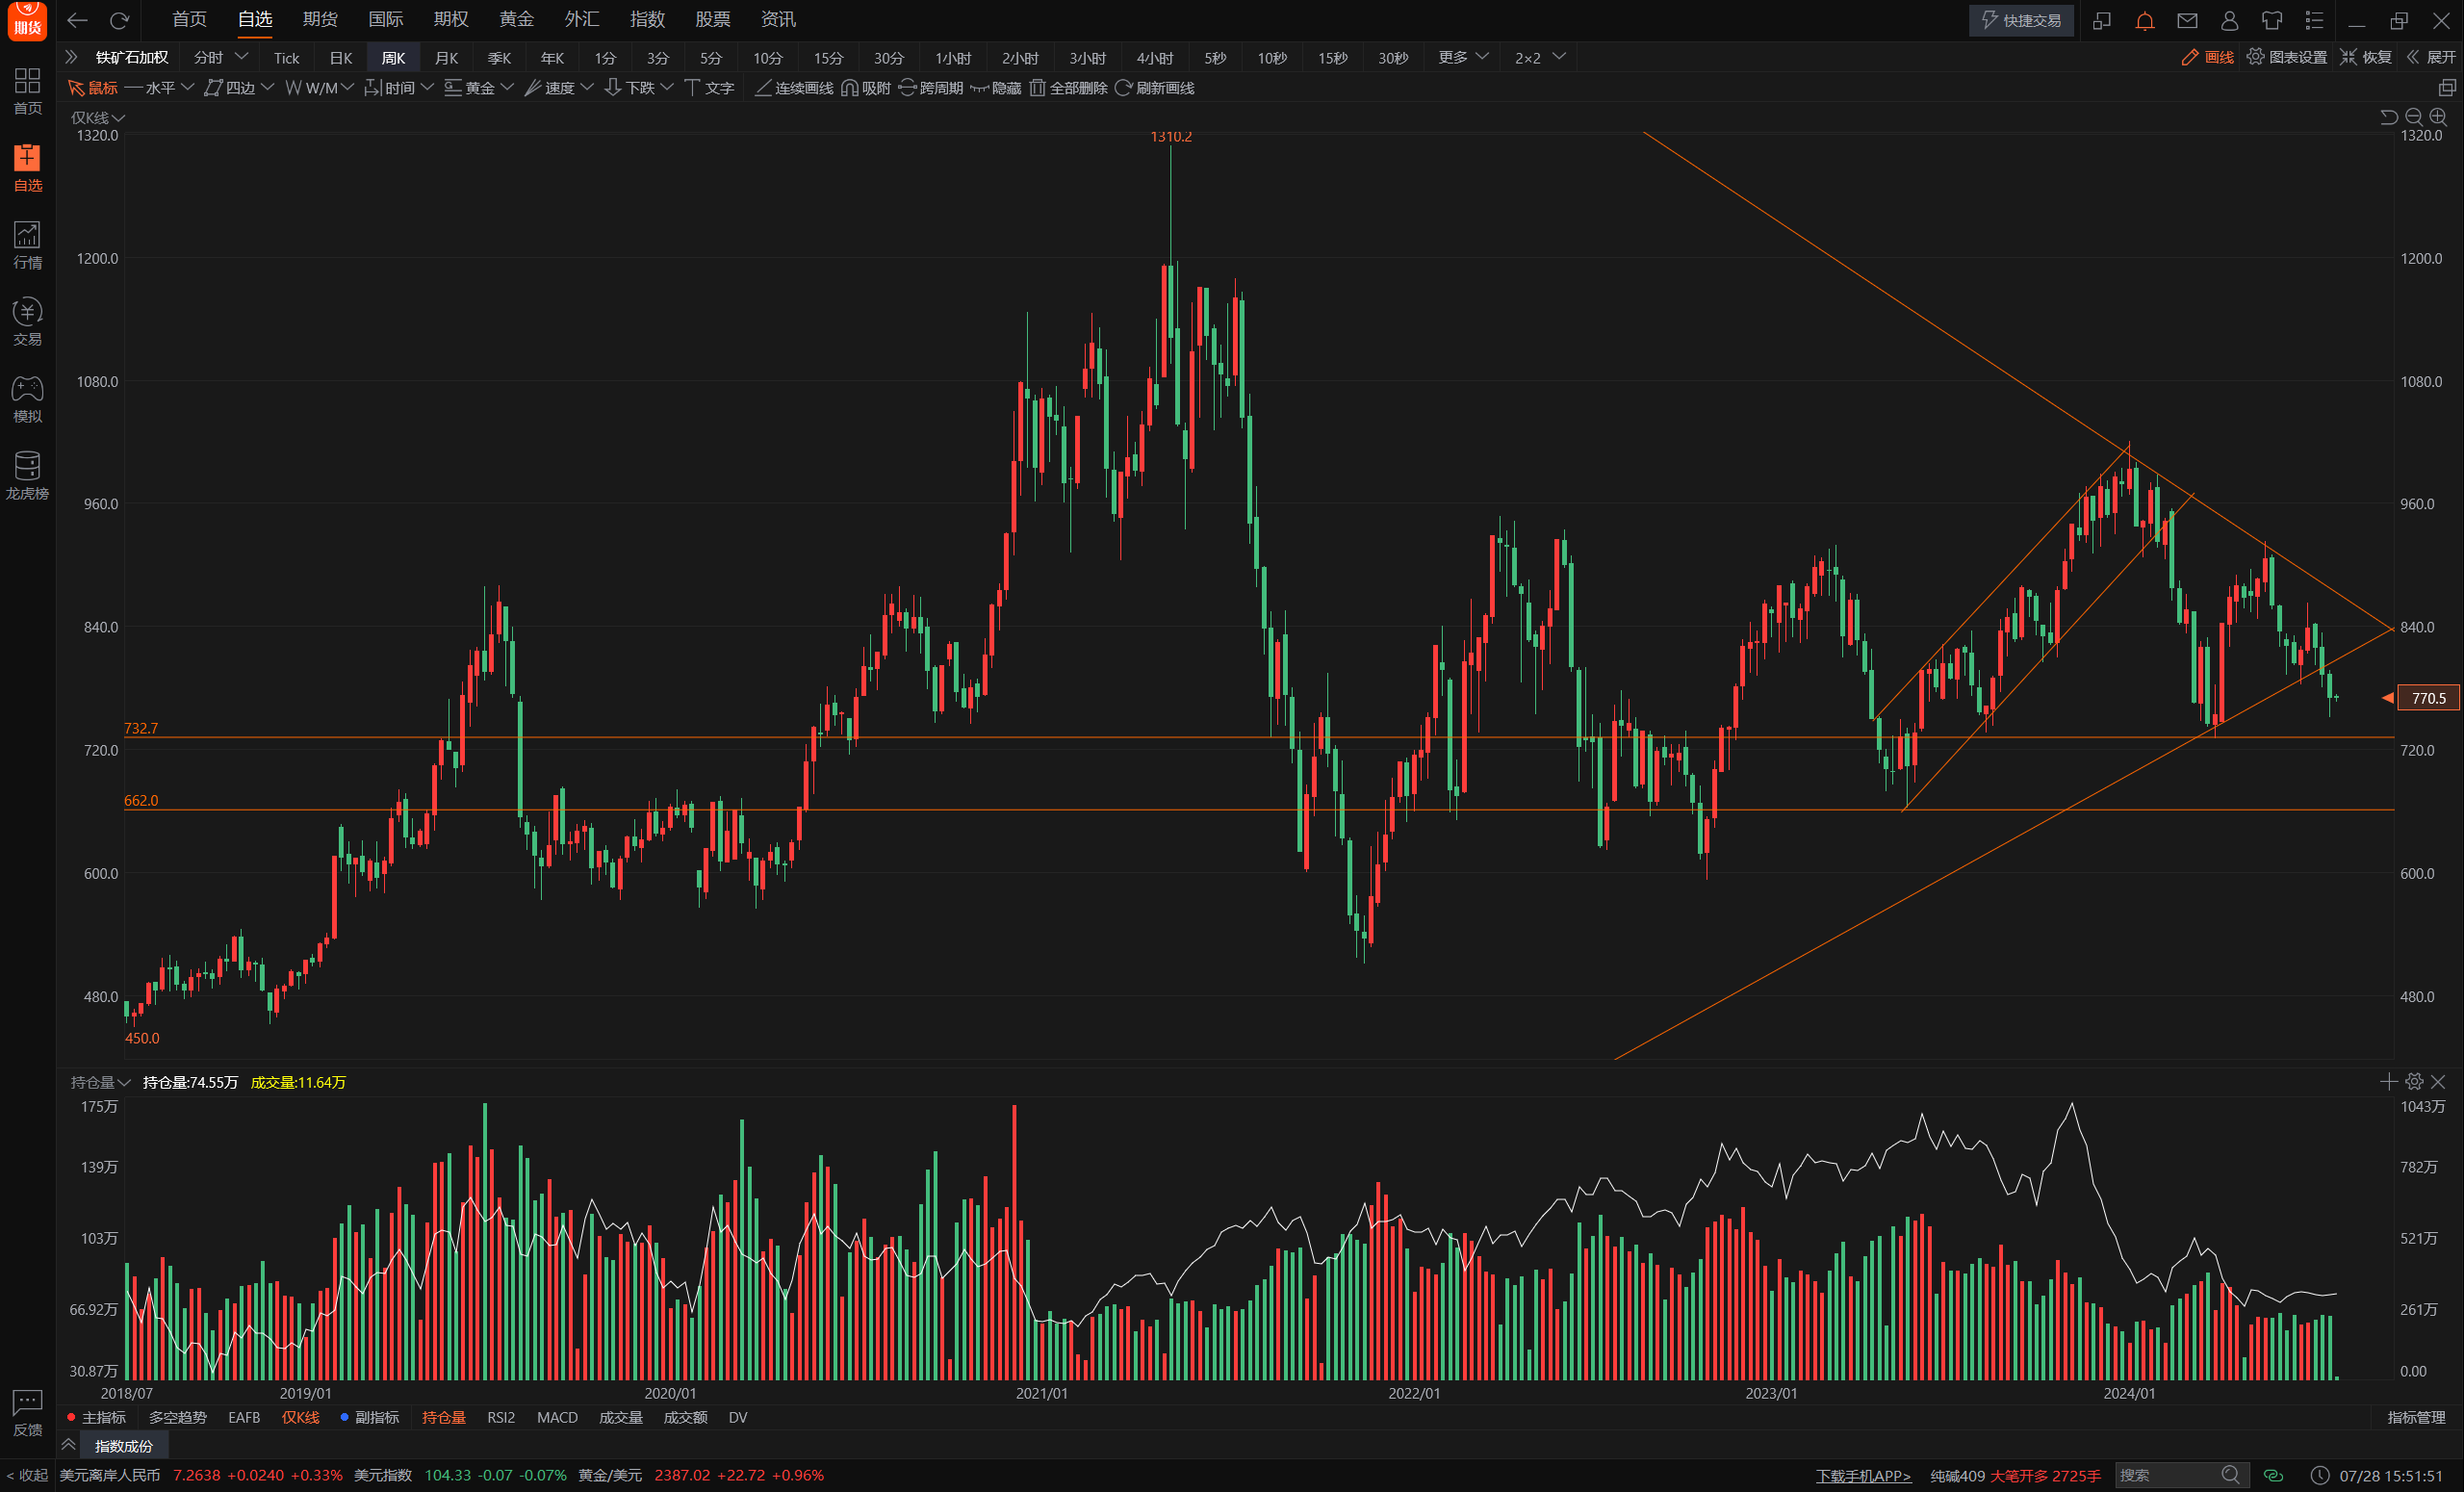 期货 首页 自选 期货 国际 期权 黄金 外汇 指数 股票 资讯 快捷交易
铁矿石加权 分时 Tick 日K 周K 月K 季K 年K 1分 3分 5分 10分 15分 30分 1小时 2小时 3小时 4小时 5秒 10秒 15秒 30秒 更多 2×2 画线 图表设置 恢复 展开
鼠标 水平 四边 W/M 时间 黄金 速度 下跌 文字 连续画线 吸附 跨周期 隐藏 全部删除 刷新画线
首页
自选
行情
交易
模拟
龙虎榜
反馈
仅K线
1320.0 1310.2 1320.0
1200.0 1200.0
1080.0 1080.0
960.0 960.0
840.0 840.0
770.5
732.7
720.0 720.0
662.0
600.0 600.0
480.0 480.0
450.0
持仓量 持仓量:74.55万 成交量:11.64万
175万 1043万
139万 782万
103万 521万
66.92万 261万
30.87万 0.00
2018/07 2019/01 2020/01 2021/01 2022/01 2023/01 2024/01
主指标 多空趋势 EAFB 仅K线 副指标 持仓量 RSI2 MACD 成交量 成交额 DV 指标管理
指数成份
< 收起 美元离岸人民币 7.2638 +0.0240 +0.33% 美元指数 104.33 -0.07 -0.07% 黄金/美元 2387.02 +22.72 +0.96% 下载手机APP> 纯碱409 大笔开多 2725手 搜索 07/28 15:51:51